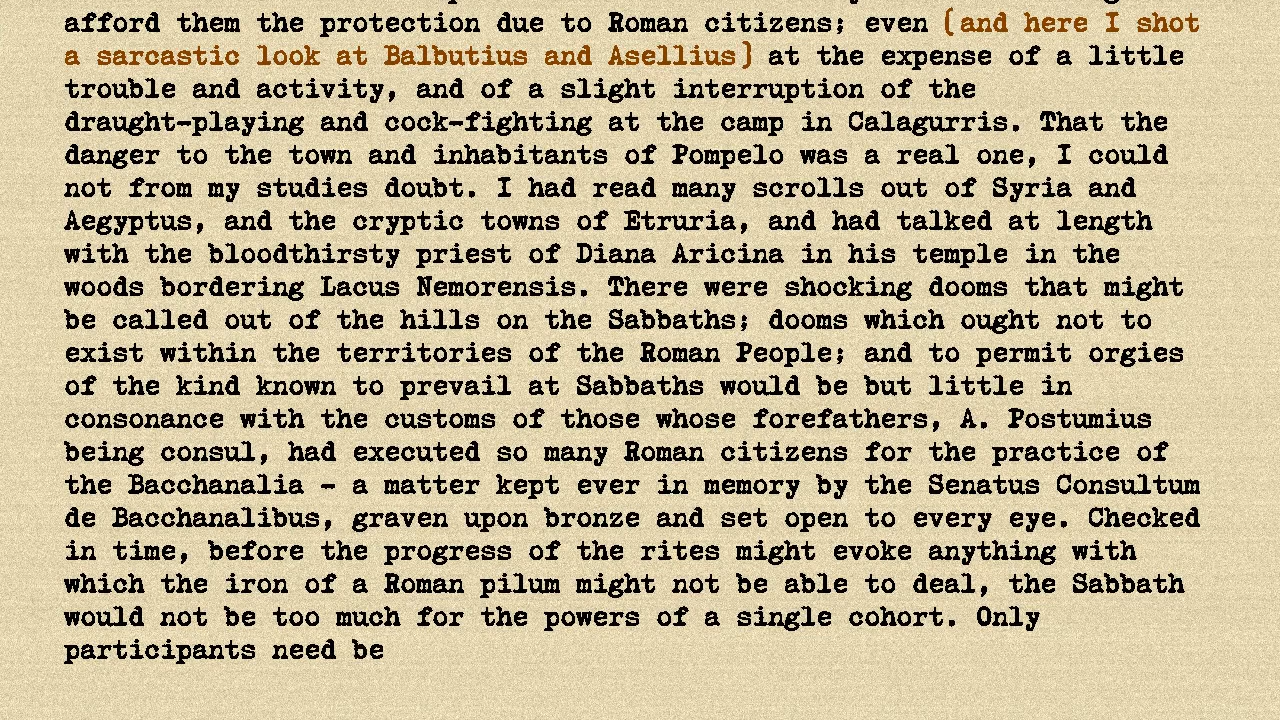 afford them the protection due to Roman citizens; even (and here I shot
a sarcastic look at Balbutius and Asellius) at the expense of a little
trouble and activity, and of a slight interruption of the
draught-playing and cock-fighting at the camp in Calagurris. That the
danger to the town and inhabitants of Pompelo was a real one, I could
not from my studies doubt. I had read many scrolls out of Syria and
Aegyptus, and the cryptic towns of Etruria, and had talked at length
with the bloodthirsty priest of Diana Aricina in his temple in the
woods bordering Lacus Nemorensis. There were shocking dooms that might
be called out of the hills on the Sabbaths; dooms which ought not to
exist within the territories of the Roman People; and to permit orgies
of the kind known to prevail at Sabbaths would be but little in
consonance with the customs of those whose forefathers, A. Postumius
being consul, had executed so many Roman citizens for the practice of
the Bacchanalia - a matter kept ever in memory by the Senatus Consultum
de Bacchanalibus, graven upon bronze and set open to every eye. Checked
in time, before the progress of the rites might evoke anything with
which the iron of a Roman pilum might not be able to deal, the Sabbath
would not be too much for the powers of a single cohort. Only
participants need be